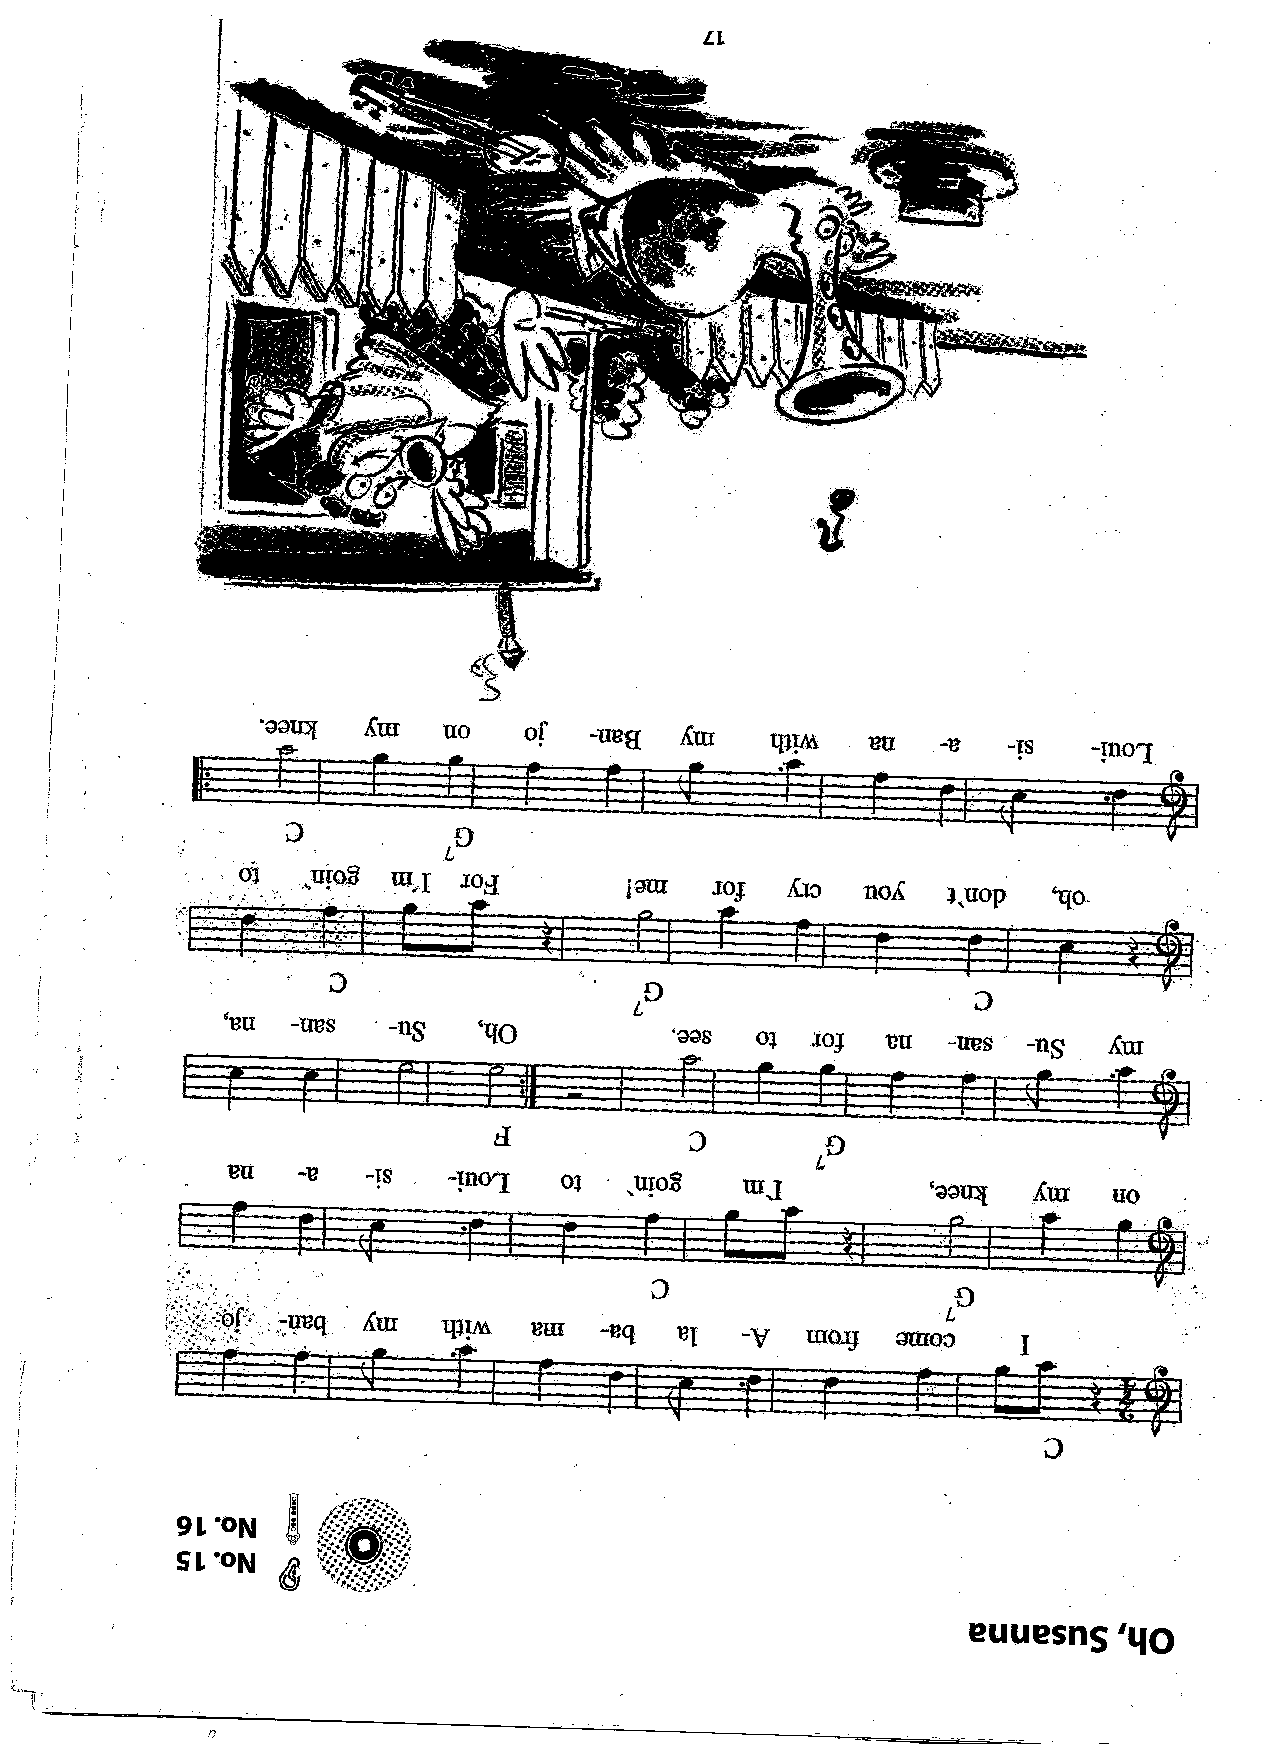 Oh, Susanna
No. 15
No. 16
C
I come from A- la ba- ma with my ban- jo
G7 C
on my knee, I'm goin` to Loui- si- a- na
G7 C F
my Su- san- na for to see. Oh, Su- san- na,
C G7 C
oh, don`t you cry for me! For I'm goin` to
G7 C
Loui- si- a- na with my Ban- jo on my knee.
17